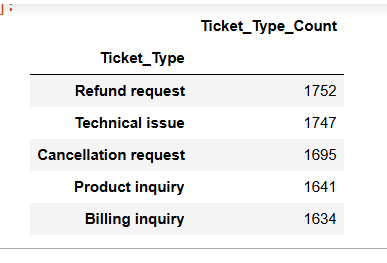 ]:
Ticket_Type_Count
Ticket_Type
Refund request 1752
Technical issue 1747
Cancellation request 1695
Product inquiry 1641
Billing inquiry 1634